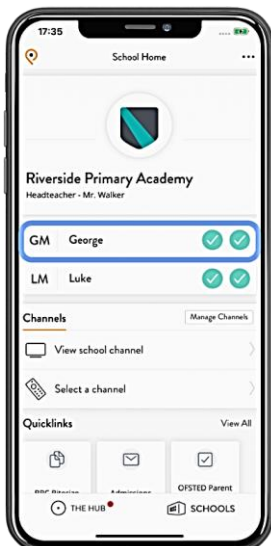 17:35
School Home
Riverside Primary Academy
Headteacher - Mr. Walker
GM George
LM Luke
Channels Manage Channels
View school channel
Select a channel
Quicklinks View All
Admissions OFSTED Parent
THE HUB SCHOOLS